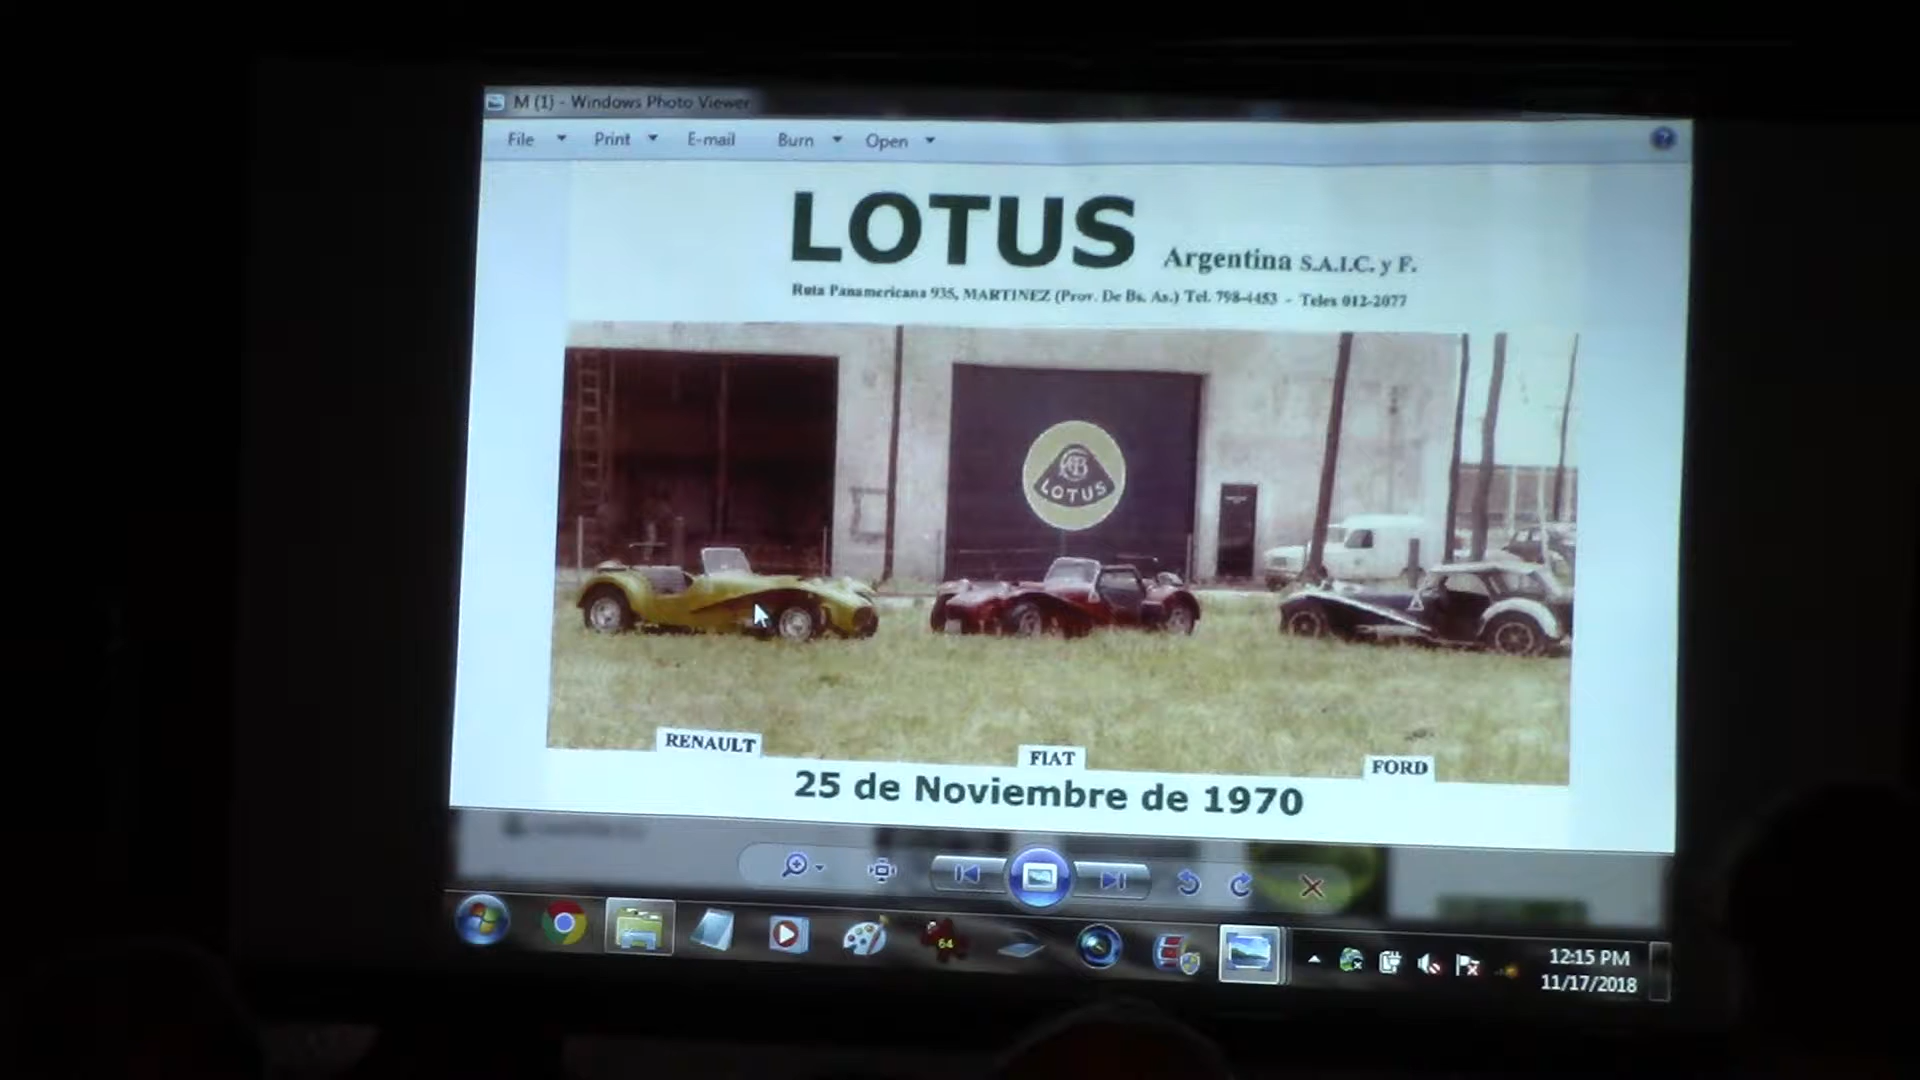 M (1) - Windows Photo Viewer
File Print E-mail Burn Open
LOTUS
Argentina S.A.I.C. y F.
Ruta Panamericana 935, MARTINEZ (Prov. De Bs. As.) Tel. 798-4453 - Telex 012-2077
LOTUS
RENAULT
FIAT
FORD
25 de Noviembre de 1970
64
12:15 PM
11/17/2018